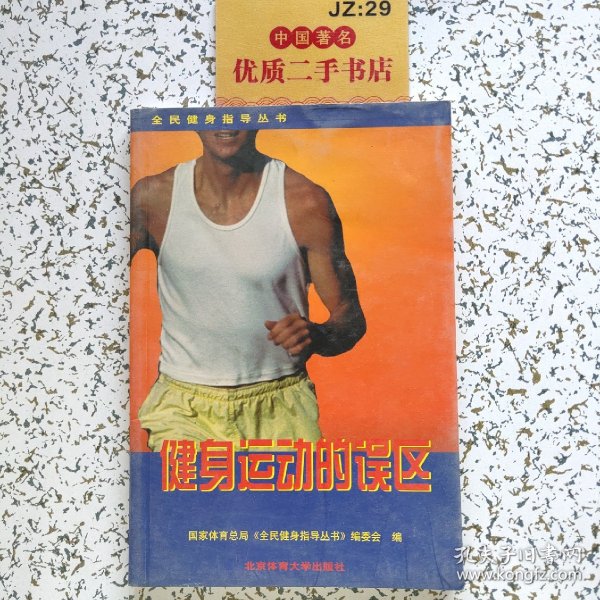 JZ:29
中国著名
优质二手书店
全民健身指导丛书
健身运动的误区
国家体育总局《全民健身指导丛书》编委会 编
北京体育大学出版社
孔夫子旧书网
kongfz.com